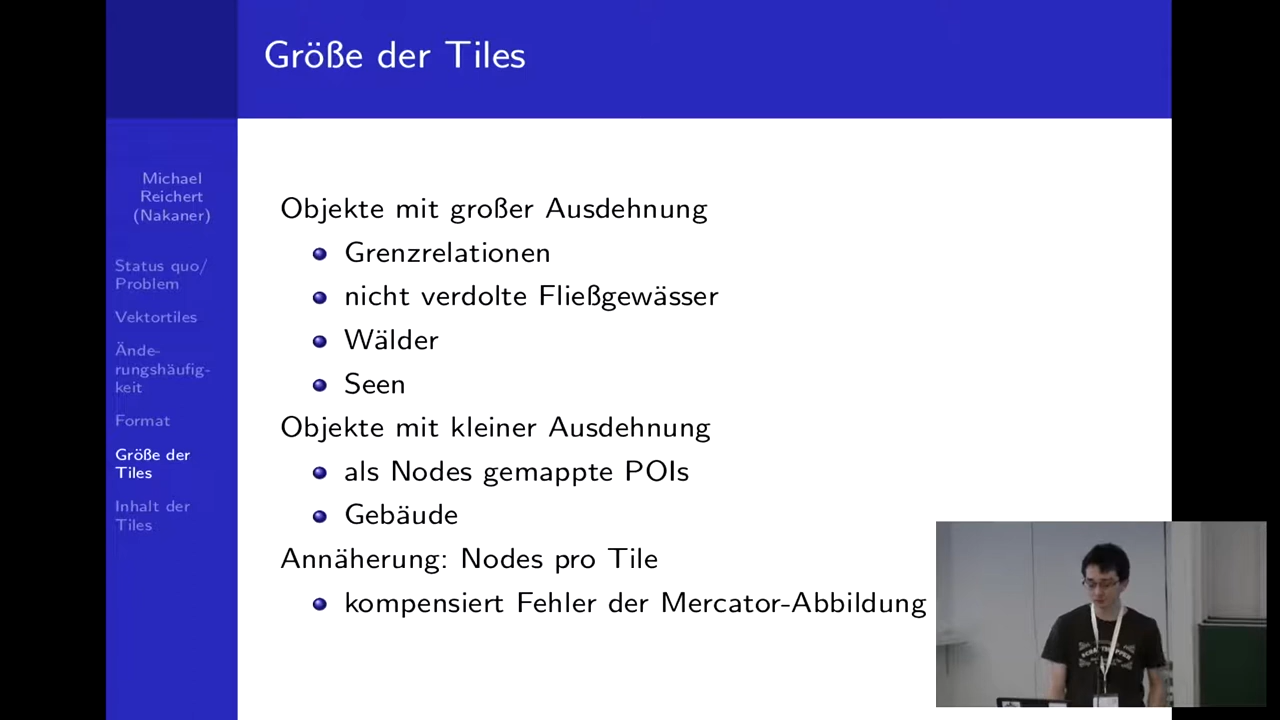 Größe der Tiles
Michael
Reichert
(Nakaner)
Status quo/
Problem
Vektortiles
Ände-
rungshäufig-
keit
Format
Größe der
Tiles
Inhalt der
Tiles
Objekte mit großer Ausdehnung
Grenzrelationen
nicht verdolte Fließgewässer
Wälder
Seen
Objekte mit kleiner Ausdehnung
als Nodes gemappte POIs
Gebäude
Annäherung: Nodes pro Tile
kompensiert Fehler der Mercator-Abbildung